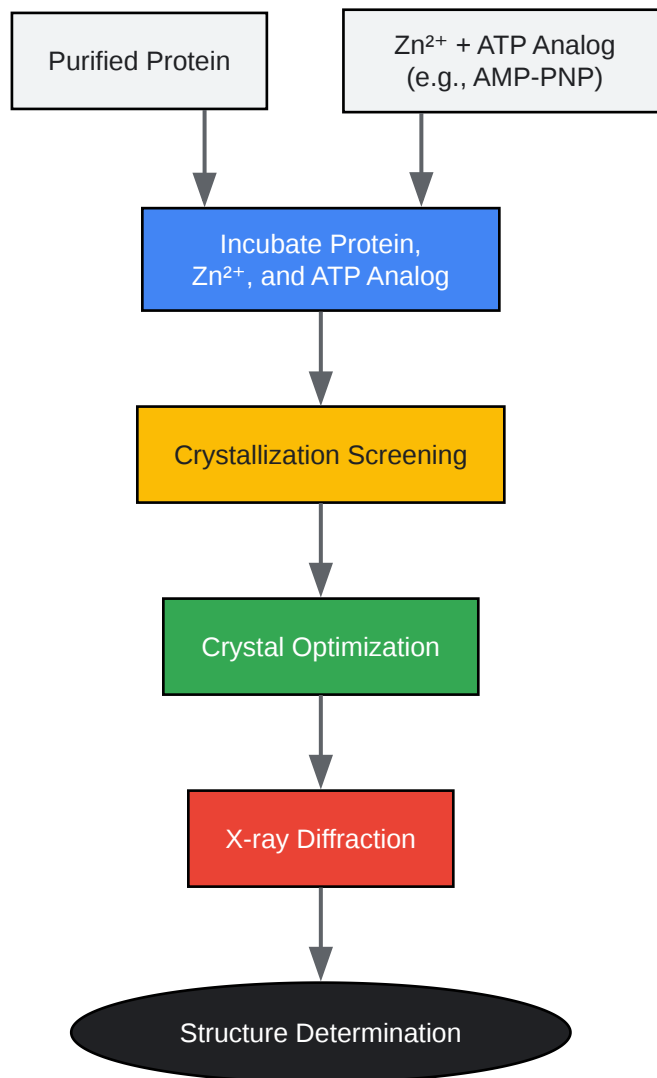 Purified Protein
Zn²⁺ + ATP Analog
(e.g., AMP-PNP)
Incubate Protein,
Zn²⁺, and ATP Analog
Crystallization Screening
Crystal Optimization
X-ray Diffraction
Structure Determination